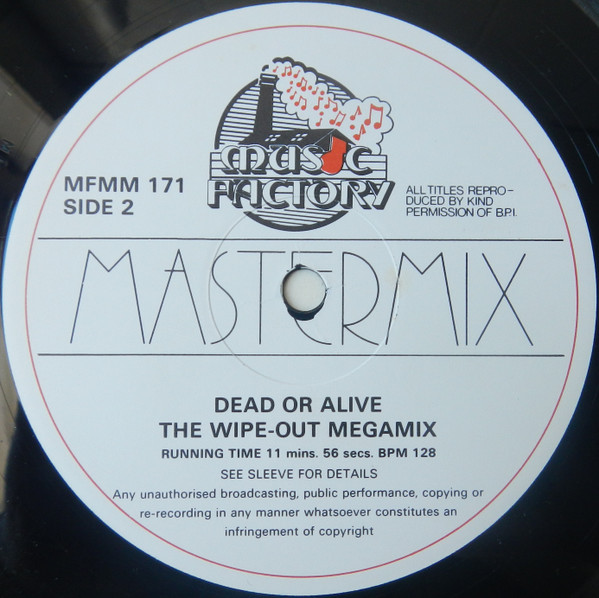 MUSIC
FACTORY
MFMM 171
SIDE 2
ALL TITLES REPRO-
DUCED BY KIND
PERMISSION OF B.P.I.
MASTERMIX
DEAD OR ALIVE
THE WIPE-OUT MEGAMIX
RUNNING TIME 11 mins. 56 secs. BPM 128
SEE SLEEVE FOR DETAILS
Any unauthorised broadcasting, public performance, copying or
re-recording in any manner whatsoever constitutes an
infringement of copyright